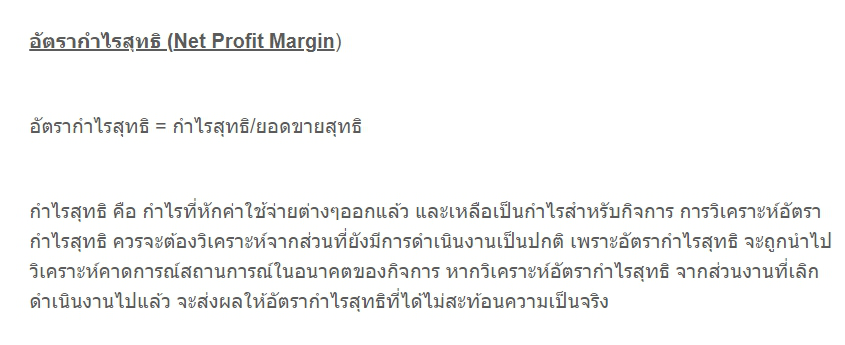 อัตรากำไรสุทธิ (Net Profit Margin)
อัตรากำไรสุทธิ = กำไรสุทธิ/ยอดขายสุทธิ
กำไรสุทธิ คือ กำไรที่หักค่าใช้จ่ายต่างๆออกแล้ว และเหลือเป็นกำไรสำหรับกิจการ การวิเคราะห์อัตรา
กำไรสุทธิ ควรจะต้องวิเคราะห์จากส่วนที่ยังมีการดำเนินงานเป็นปกติ เพราะอัตรากำไรสุทธิ จะถูกนำไป
วิเคราะห์คาดการณ์สถานการณ์ในอนาคตของกิจการ หากวิเคราะห์อัตรากำไรสุทธิ จากส่วนงานที่เลิก
ดำเนินงานไปแล้ว จะส่งผลให้อัตรากำไรสุทธิที่ได้ไม่สะท้อนความเป็นจริง